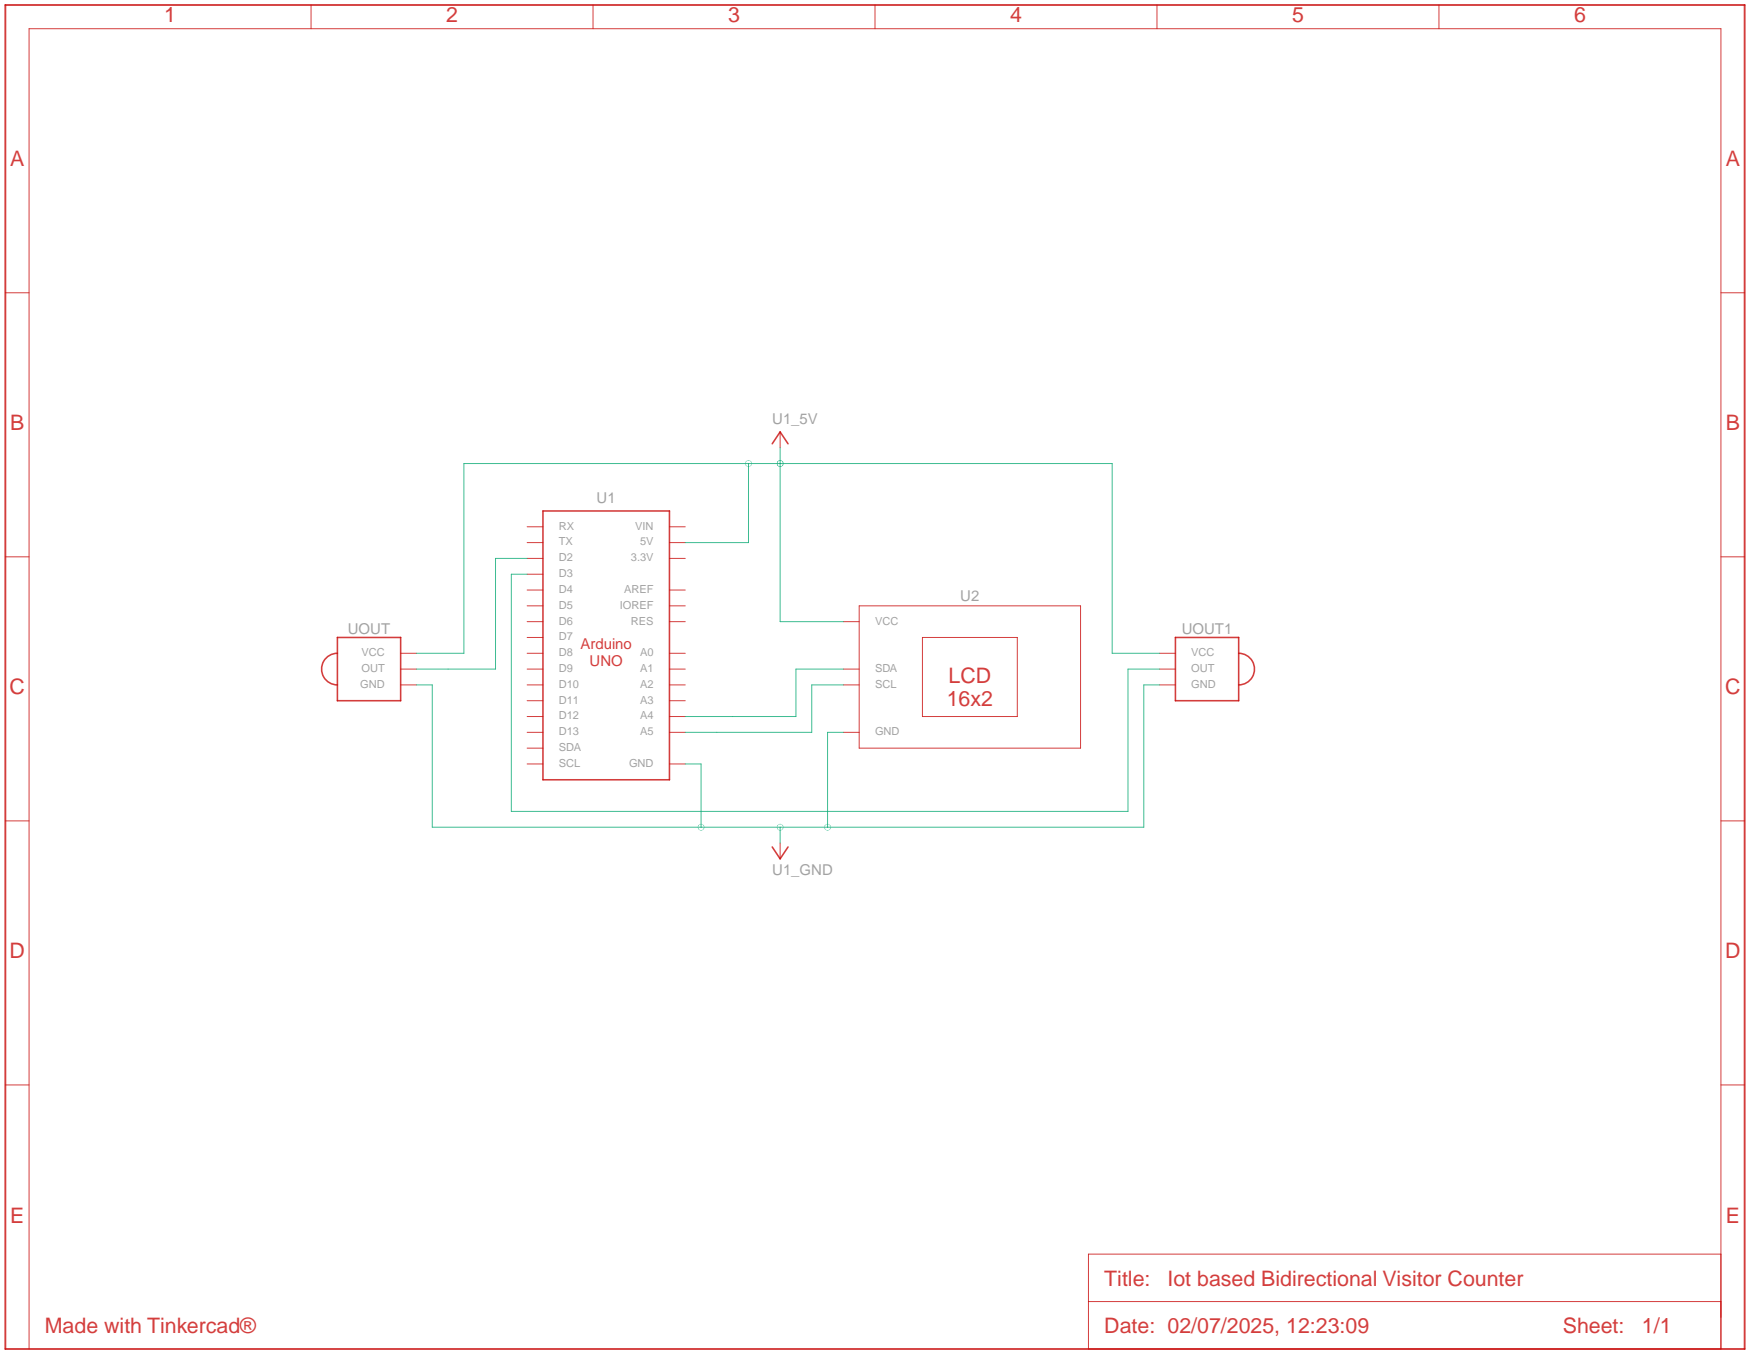 1 2 3 4 5 6
A A
B B
C C
D D
E E
U1_5V
U1
RX VIN
TX 5V
D2 3.3V
D3
D4 AREF
D5 IOREF
D6 RES
D7
D8 A0
D9 A1
D10 A2
D11 A3
D12 A4
D13 A5
SDA
SCL GND
Arduino
UNO
UOUT
VCC
OUT
GND
U2
VCC
SDA
SCL
GND
LCD
16x2
UOUT1
VCC
OUT
GND
U1_GND
Title: Iot based Bidirectional Visitor Counter
Date: 02/07/2025, 12:23:09 Sheet: 1/1
Made with Tinkercad®